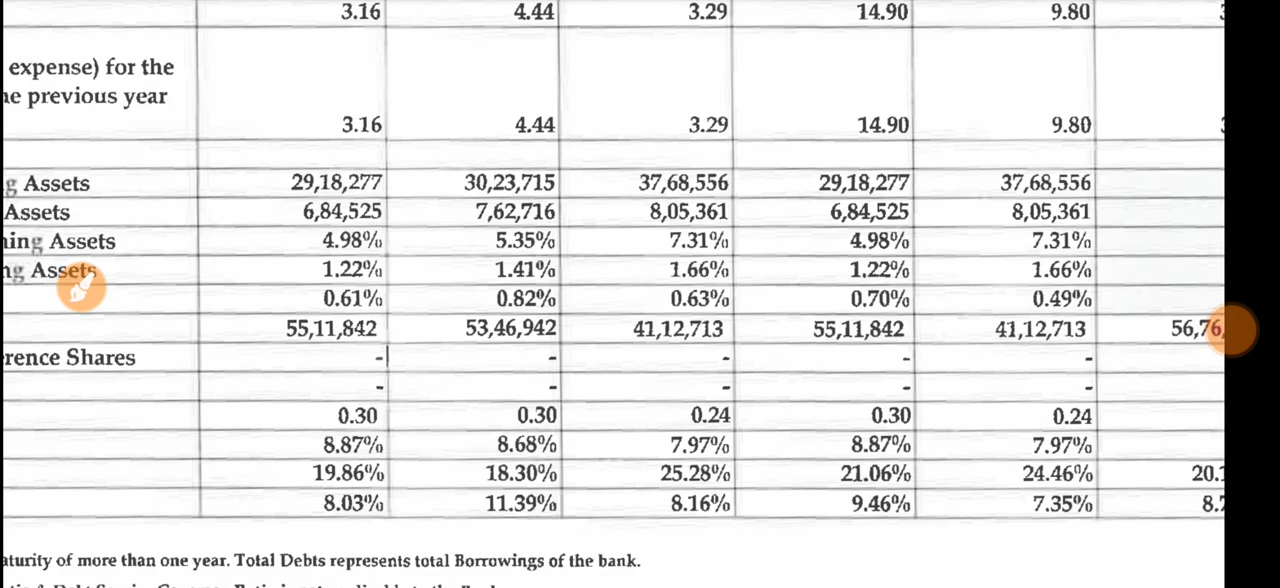 3.16 4.44 3.29 14.90 9.80
expense) for the
previous year
3.16 4.44 3.29 14.90 9.80
Assets 29,18,277 30,23,715 37,68,556 29,18,277 37,68,556
Assets 6,84,525 7,62,716 8,05,361 6,84,525 8,05,361
Assets 4.98% 5.35% 7.31% 4.98% 7.31%
Assets 1.22% 1.41% 1.66% 1.22% 1.66%
0.61% 0.82% 0.63% 0.70% 0.49%
55,11,842 53,46,942 41,12,713 55,11,842 41,12,713 56,76,
Shares - - - - -
- - - - -
0.30 0.30 0.24 0.30 0.24
8.87% 8.68% 7.97% 8.87% 7.97%
19.86% 18.30% 25.28% 21.06% 24.46% 20.
8.03% 11.39% 8.16% 9.46% 7.35% 8.
of more than one year. Total Debts represents total Borrowings of the bank.